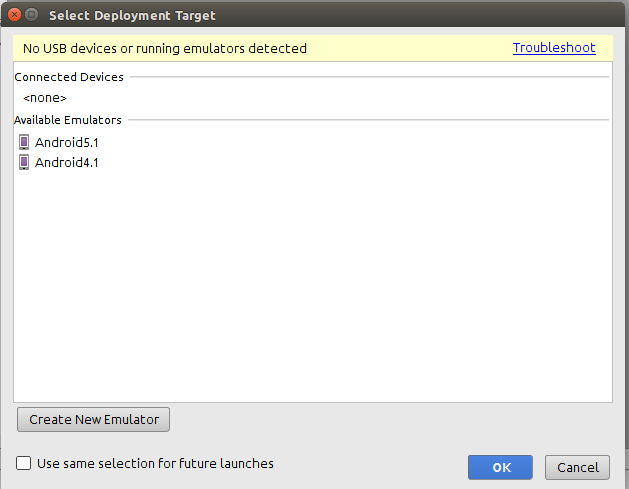 Select Deployment Target
No USB devices or running emulators detected Troubleshoot
Connected Devices
<none>
Available Emulators
Android5.1
Android4.1
Create New Emulator
Use same selection for future launches
OK Cancel